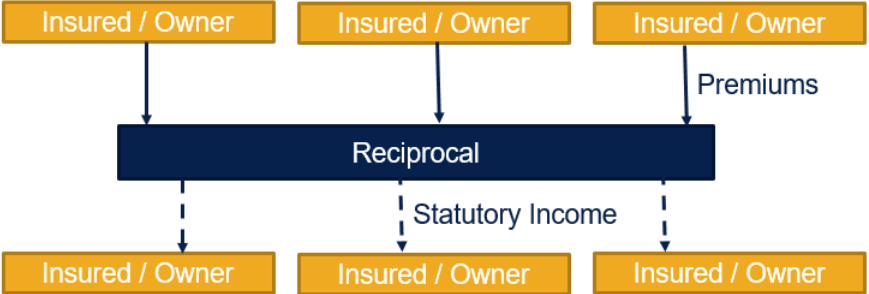 Insured / Owner
Insured / Owner
Insured / Owner
Premiums
Reciprocal
Statutory Income
Insured / Owner
Insured / Owner
Insured / Owner